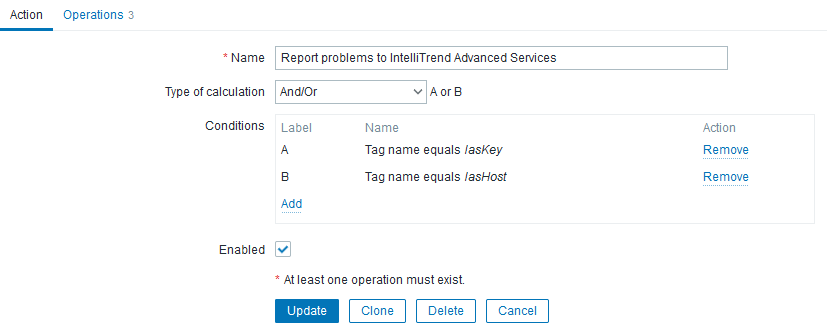 Action Operations 3
* Name Report problems to IntelliTrend Advanced Services
Type of calculation And/Or A or B
Conditions Label Name Action
A Tag name equals IasKey Remove
B Tag name equals IasHost Remove
Add
Enabled
* At least one operation must exist.
Update Clone Delete Cancel